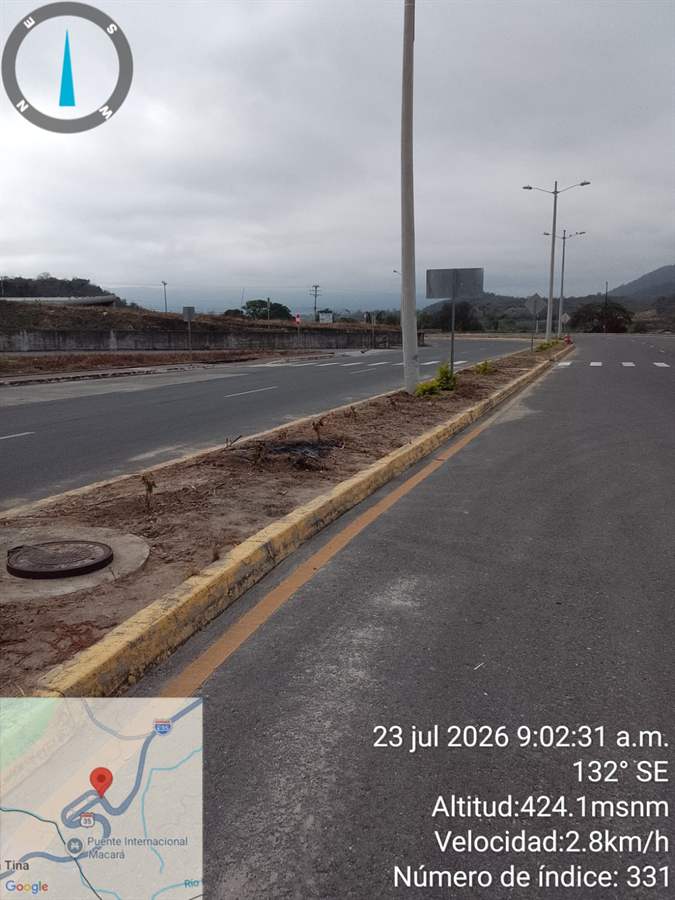 E
S
N
W
23 jul 2026 9:02:31 a.m.
132° SE
Altitud:424.1msnm
Velocidad:2.8km/h
Número de índice: 331
35
Puente Internacional
Macará
Tina
Río
Google